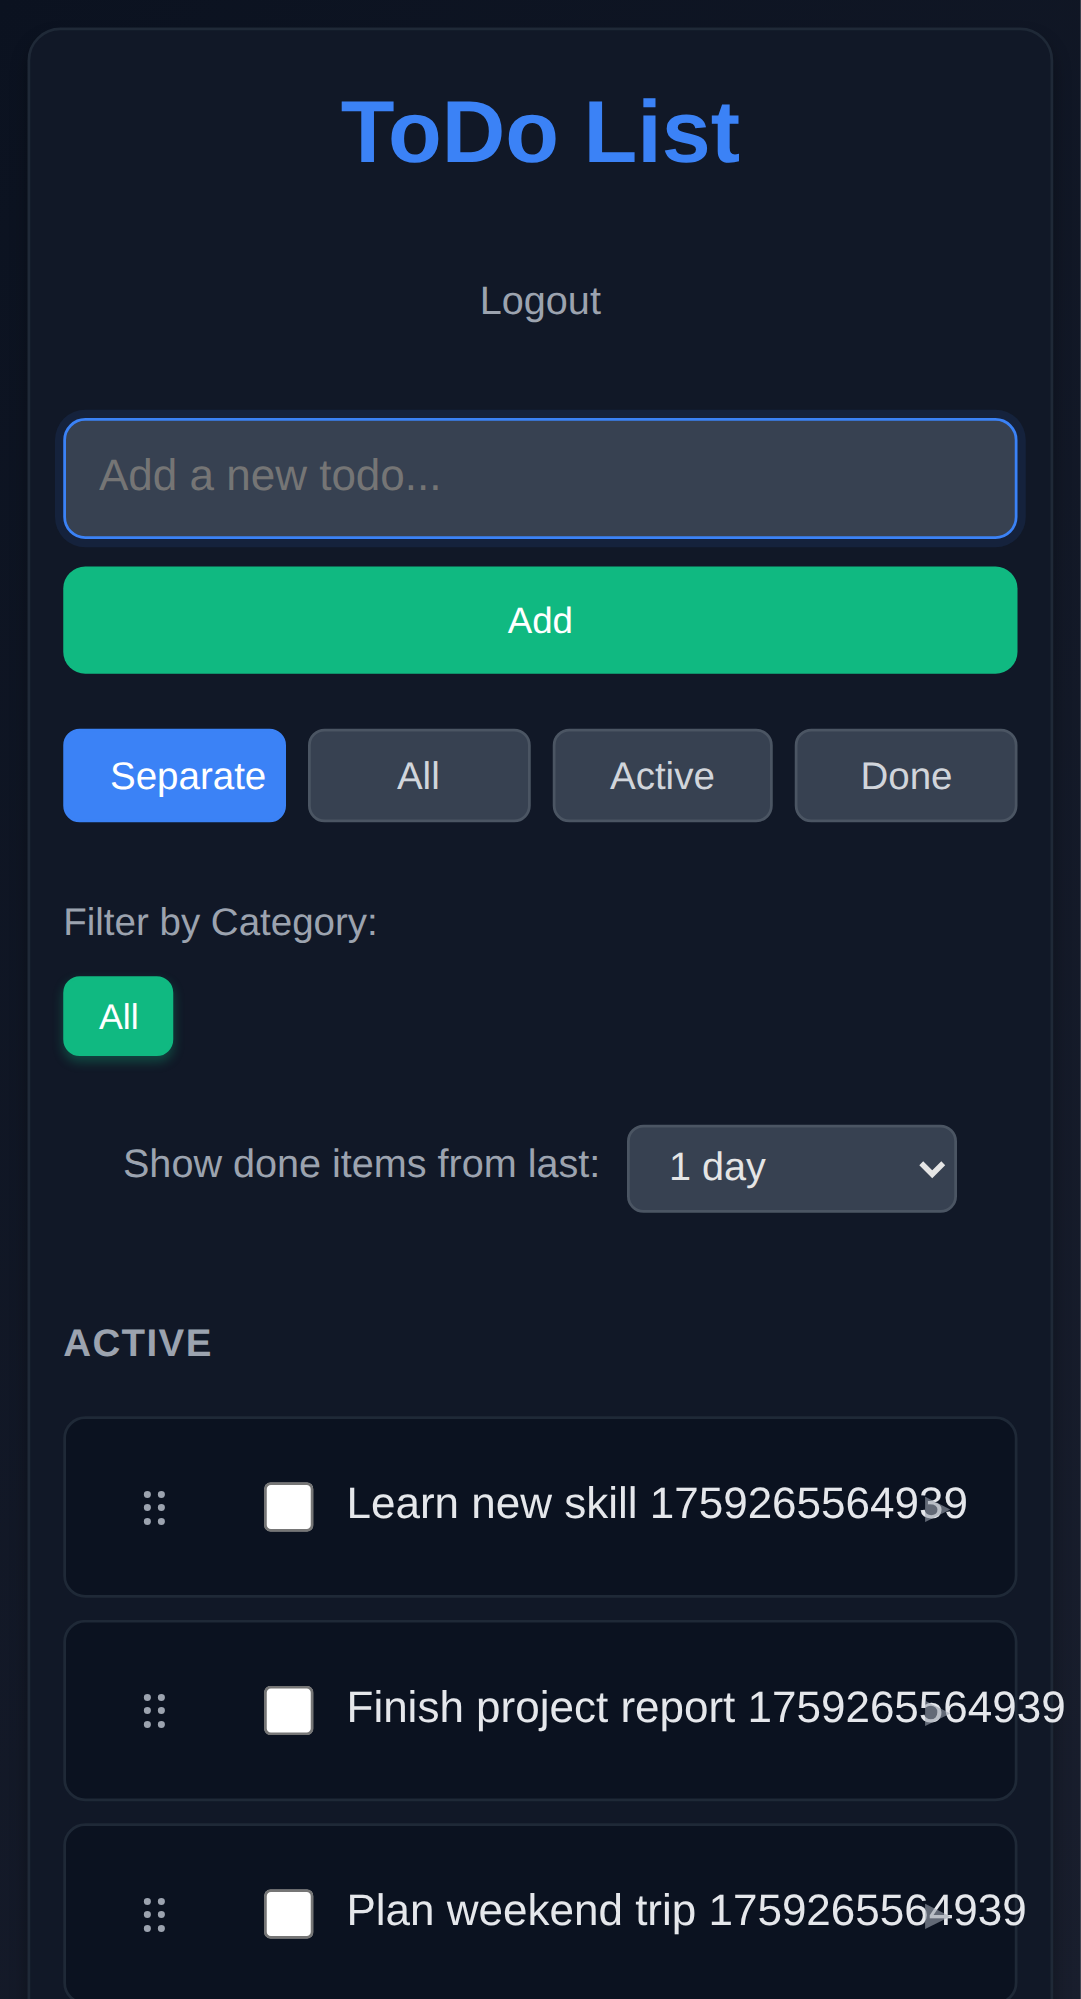 ToDo List
Logout
Add a new todo...
Add
Separate All Active Done
Filter by Category:
All
Show done items from last: 1 day
ACTIVE
Learn new skill 1759265564939
Finish project report 1759265564939
Plan weekend trip 1759265564939